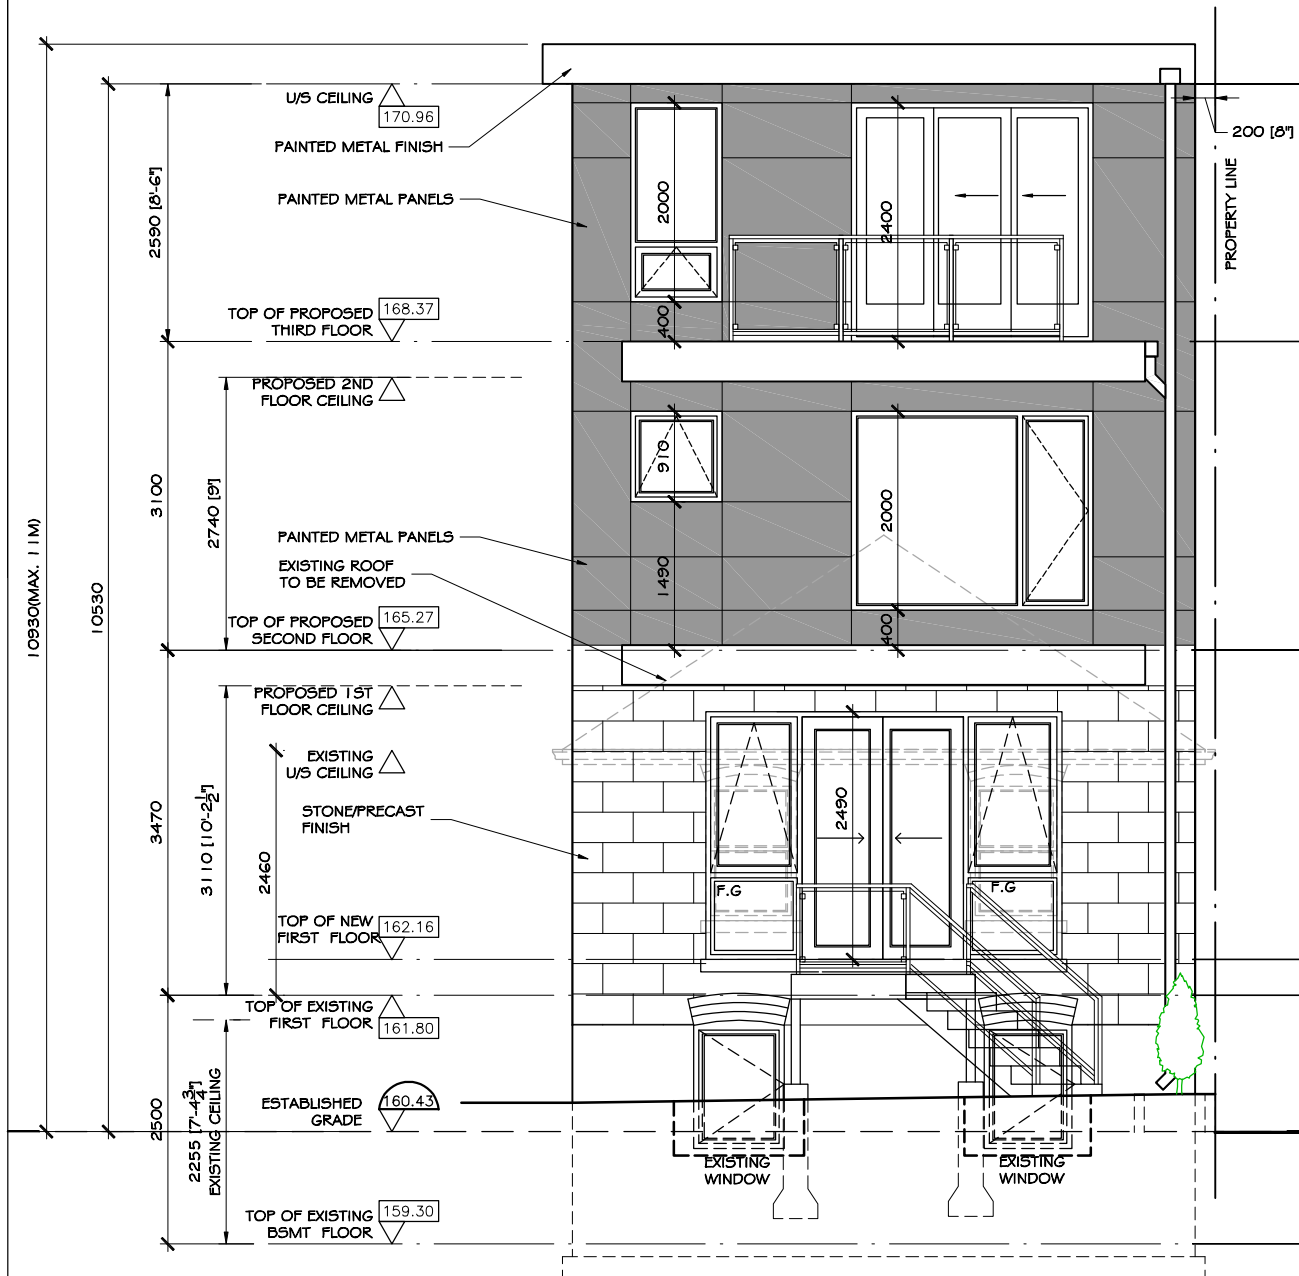 U/S CEILING
170.96
PAINTED METAL FINISH
200 [8"]
PROPERTY LINE
PAINTED METAL PANELS
2590 [8'-6"]
2000
2400
TOP OF PROPOSED
THIRD FLOOR
168.37
400
PROPOSED 2ND
FLOOR CEILING
910
3100
2740 [9']
2000
10930(MAX. 11M)
10530
PAINTED METAL PANELS
EXISTING ROOF
TO BE REMOVED
1490
TOP OF PROPOSED
SECOND FLOOR
165.27
400
PROPOSED 1ST
FLOOR CEILING
EXISTING
U/S CEILING
STONE/PRECAST
FINISH
3470
3110 [10'-2½"]
2460
2490
F.G
F.G
TOP OF NEW
FIRST FLOOR
162.16
TOP OF EXISTING
FIRST FLOOR
161.80
ESTABLISHED
GRADE
160.43
2500
2255 [7'-4¾"]
EXISTING CEILING
EXISTING
WINDOW
EXISTING
WINDOW
TOP OF EXISTING
BSMT FLOOR
159.30